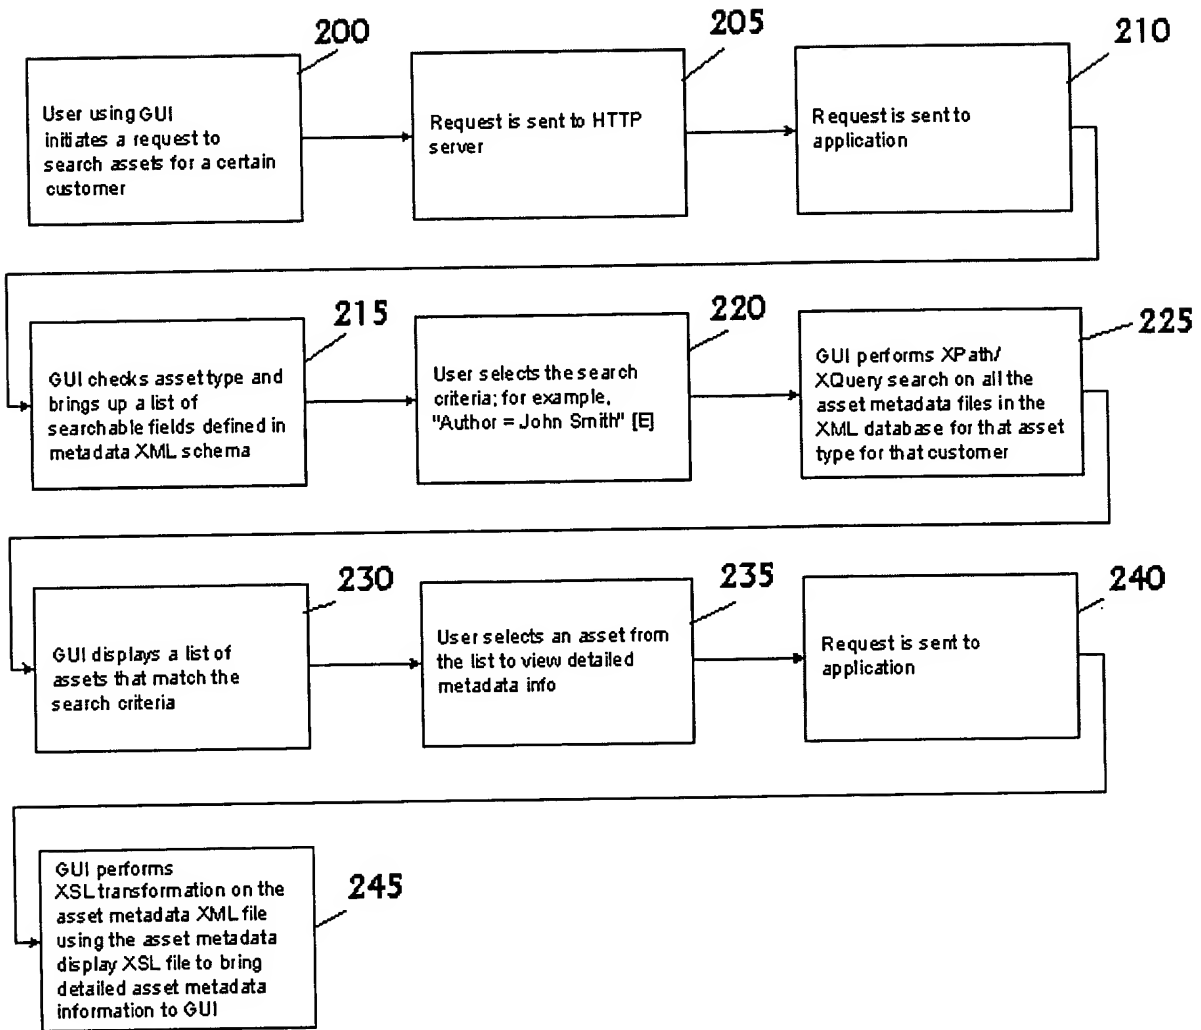 200
User using GUI
initiates a request to
search assets for a certain
customer
205
Request is sent to HTTP
server
210
Request is sent to
application
215
GUI checks asset type and
brings up a list of
searchable fields defined in
metadata XML schema
220
User selects the search
criteria; for example,
"Author = John Smith" [E]
225
GUI performs XPath/
XQuery search on all the
asset metadata files in the
XML database for that asset
type for that customer
230
GUI displays a list of
assets that match the
search criteria
235
User selects an asset from
the list to view detailed
metadata info
240
Request is sent to
application
245
GUI performs
XSL transformation on the
asset metadata XML file
using the asset metadata
display XSL file to bring
detailed asset metadata
information to GUI